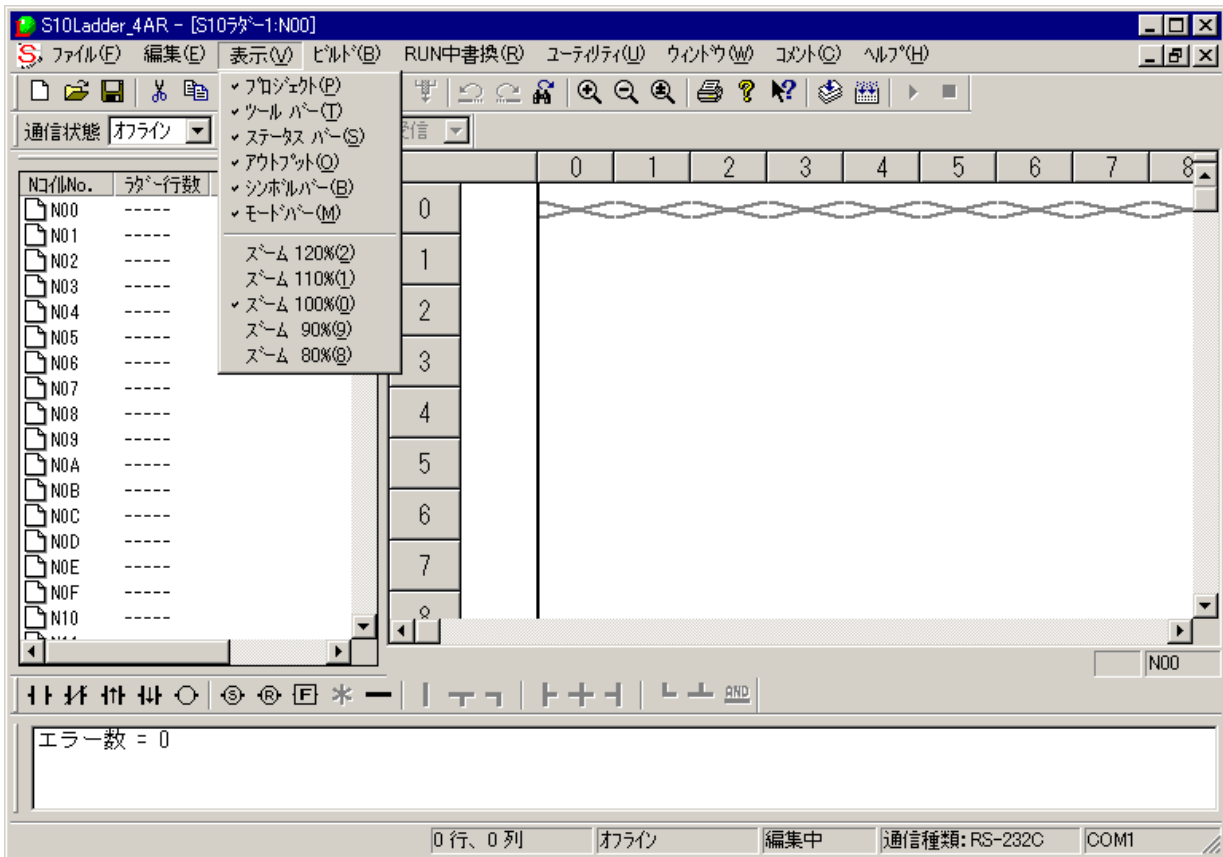 S10Ladder_4AR - [S10ﾗﾀﾞｰ1:N00]
ﾌｧｲﾙ(F) 編集(E) 表示(V) ﾋﾞﾙﾄﾞ(B) RUN中書換(R) ﾕｰﾃｨﾘﾃｨ(U) ｳｨﾝﾄﾞｳ(W) ｺﾒﾝﾄ(C) ﾍﾙﾌﾟ(H)
通信状態 ｵﾌﾗｲﾝ 受信
ﾌﾟﾛｼﾞｪｸﾄ(P)
ﾂｰﾙ ﾊﾞｰ(T)
ｽﾃｰﾀｽ ﾊﾞｰ(S)
ｱｳﾄﾌﾟｯﾄ(O)
ｼﾝﾎﾞﾙﾊﾞｰ(B)
ﾓｰﾄﾞﾊﾞｰ(M)
ｽﾞｰﾑ 120%(2)
ｽﾞｰﾑ 110%(1)
ｽﾞｰﾑ 100%(0)
ｽﾞｰﾑ 90%(9)
ｽﾞｰﾑ 80%(8)
NｺｲﾙNo. ﾗﾀﾞｰ行数
N00 -----
N01 -----
N02 -----
N03 -----
N04 -----
N05 -----
N06 -----
N07 -----
N08 -----
N09 -----
N0A -----
N0B -----
N0C -----
N0D -----
N0E -----
N0F -----
N10 -----
0 1 2 3 4 5 6 7 8
0
1
2
3
4
5
6
7
8
N00
S R F AND
エラー数 = 0
0 行、0 列 ｵﾌﾗｲﾝ 編集中 通信種類: RS-232C COM1